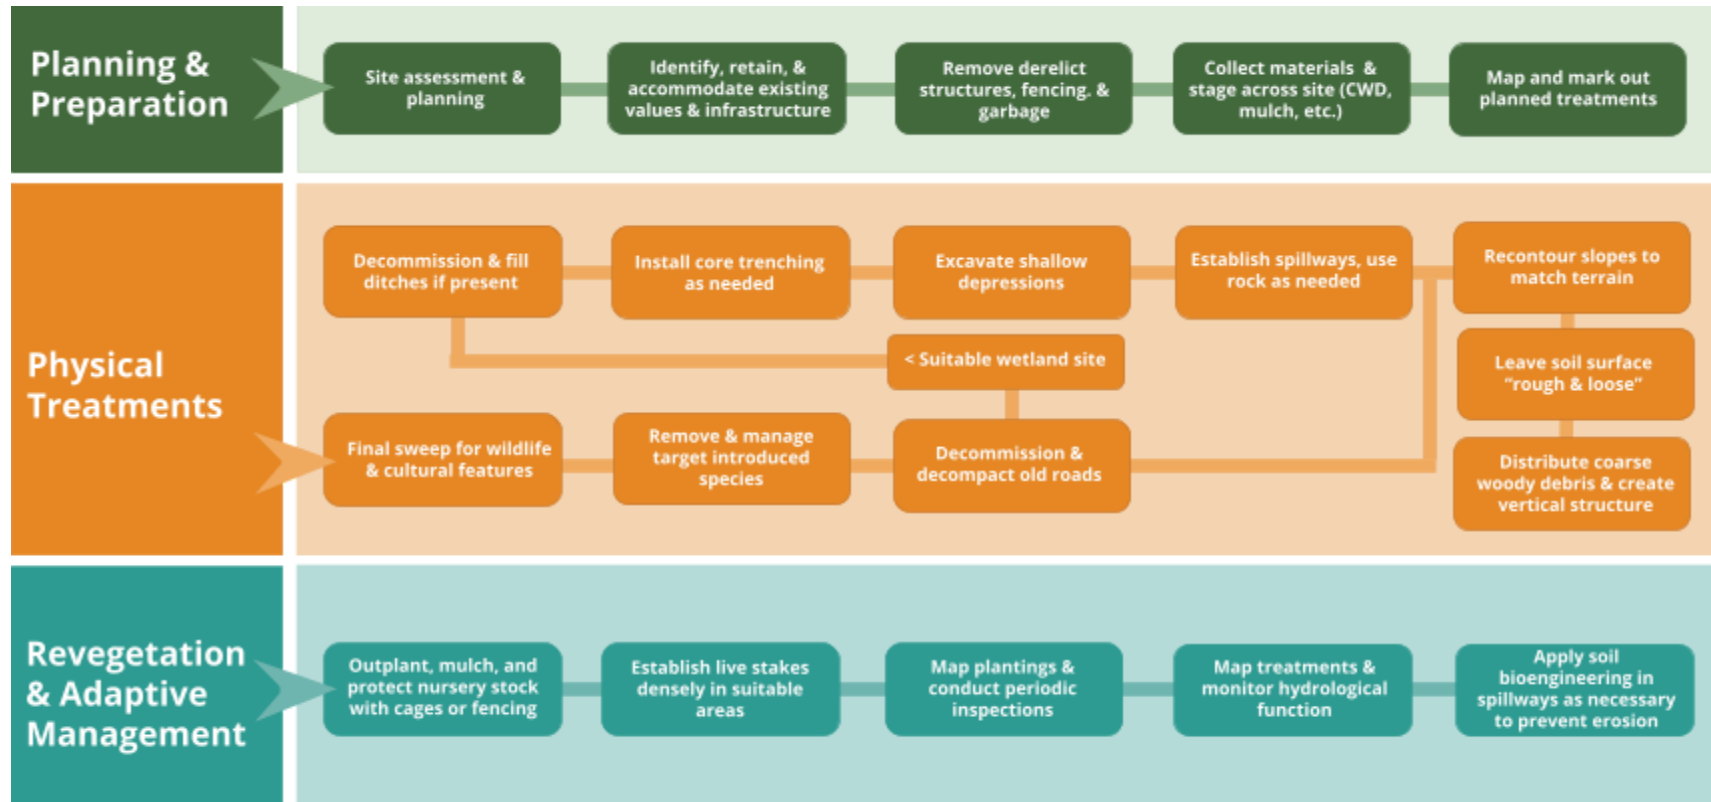 Planning &
Preparation
Site assessment &
planning
Identify, retain, &
accommodate existing
values & infrastructure
Remove derelict
structures, fencing. &
garbage
Collect materials &
stage across site (CWD,
mulch, etc.)
Map and mark out
planned treatments
Physical
Treatments
Decommission & fill
ditches if present
Install core trenching
as needed
Excavate shallow
depressions
Establish spillways, use
rock as needed
Recontour slopes to
match terrain
< Suitable wetland site
Leave soil surface
“rough & loose”
Final sweep for wildlife
& cultural features
Remove & manage
target introduced
species
Decommission &
decompact old roads
Distribute coarse
woody debris & create
vertical structure
Revegetation
& Adaptive
Management
Outplant, mulch, and
protect nursery stock
with cages or fencing
Establish live stakes
densely in suitable
areas
Map plantings &
conduct periodic
inspections
Map treatments &
monitor hydrological
function
Apply soil
bioengineering in
spillways as necessary
to prevent erosion